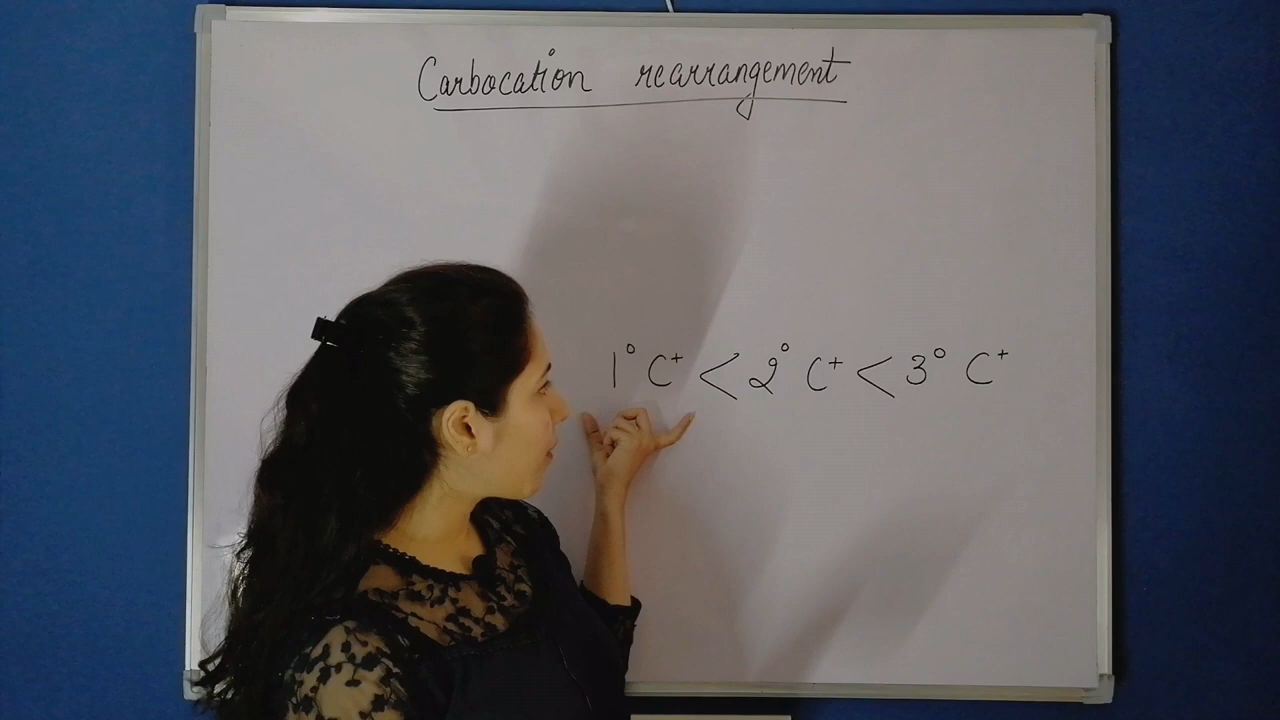 Carbocation rearrangement
1° C⁺ < 2° C⁺ < 3° C⁺